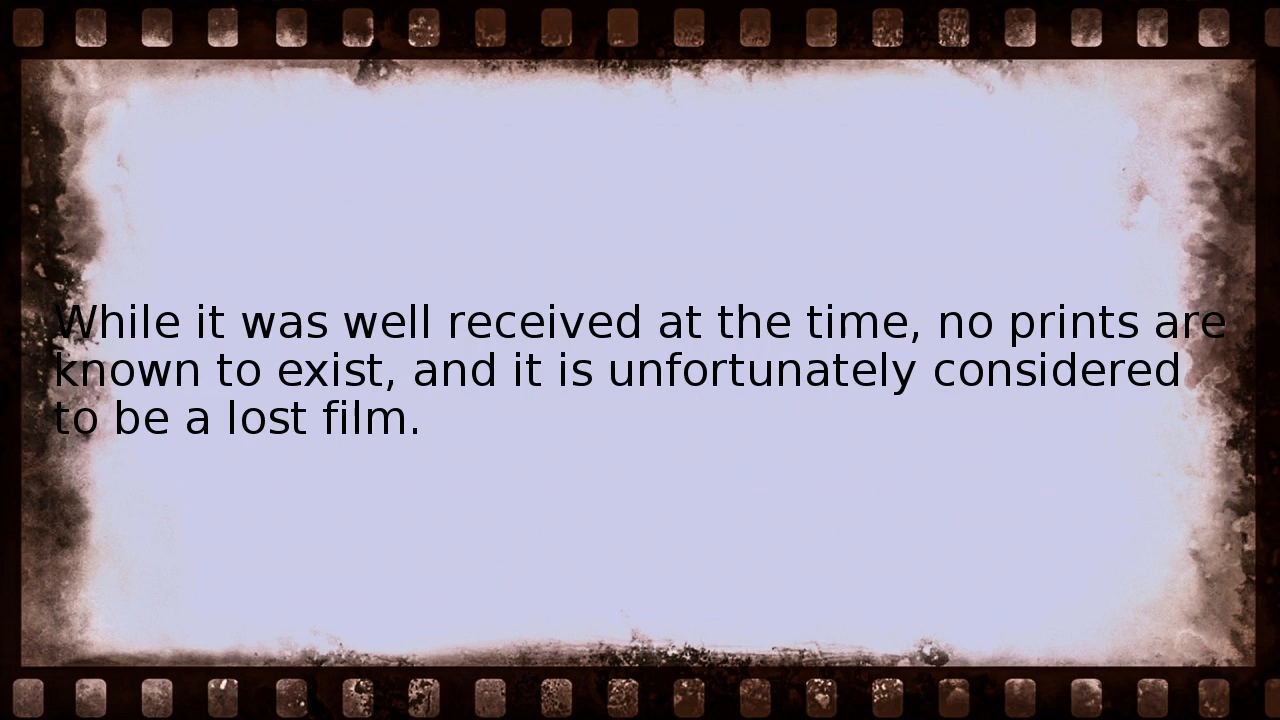 While it was well received at the time, no prints are
known to exist, and it is unfortunately considered
to be a lost film.